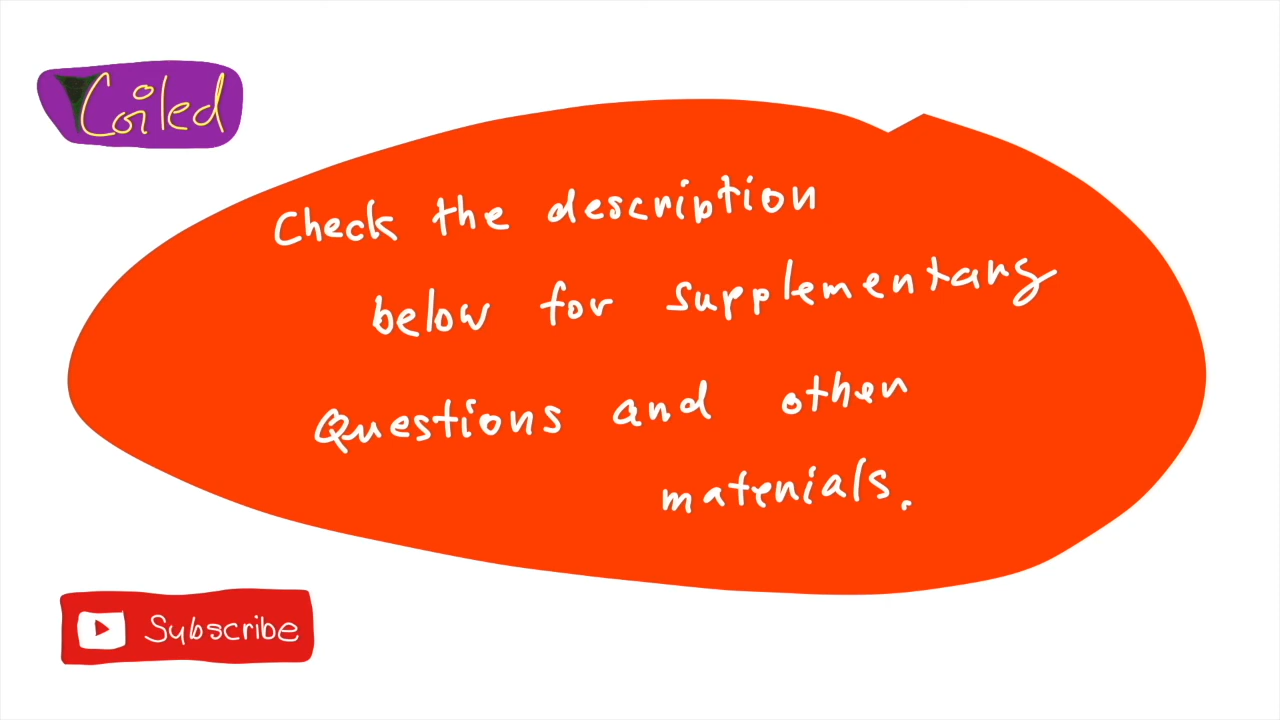 Coiled
Check the description
below for supplementary
Questions and other
materials.
Subscribe